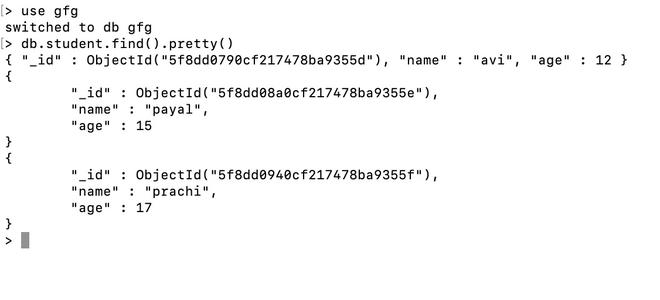 > use gfg
switched to db gfg
> db.student.find().pretty()
{ "_id" : ObjectId("5f8dd0790cf217478ba9355d"), "name" : "avi", "age" : 12 }
{
        "_id" : ObjectId("5f8dd08a0cf217478ba9355e"),
        "name" : "payal",
        "age" : 15
}
{
        "_id" : ObjectId("5f8dd0940cf217478ba9355f"),
        "name" : "prachi",
        "age" : 17
}
>